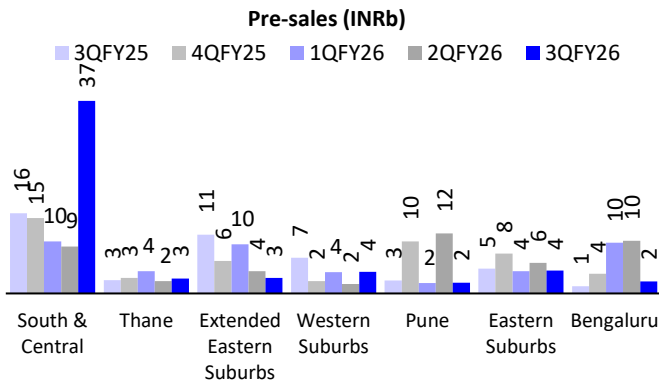 Pre-sales (INRb)
3QFY25 4QFY25 1QFY26 2QFY26 3QFY26
16 15 10 9 37
3 3 4 2 3
11 6 10 4 3
7 2 4 2 4
3 10 2 12 2
5 8 4 6 4
1 4 10 10 2
South & Central
Thane
Extended Eastern Suburbs
Western Suburbs
Pune
Eastern Suburbs
Bengaluru